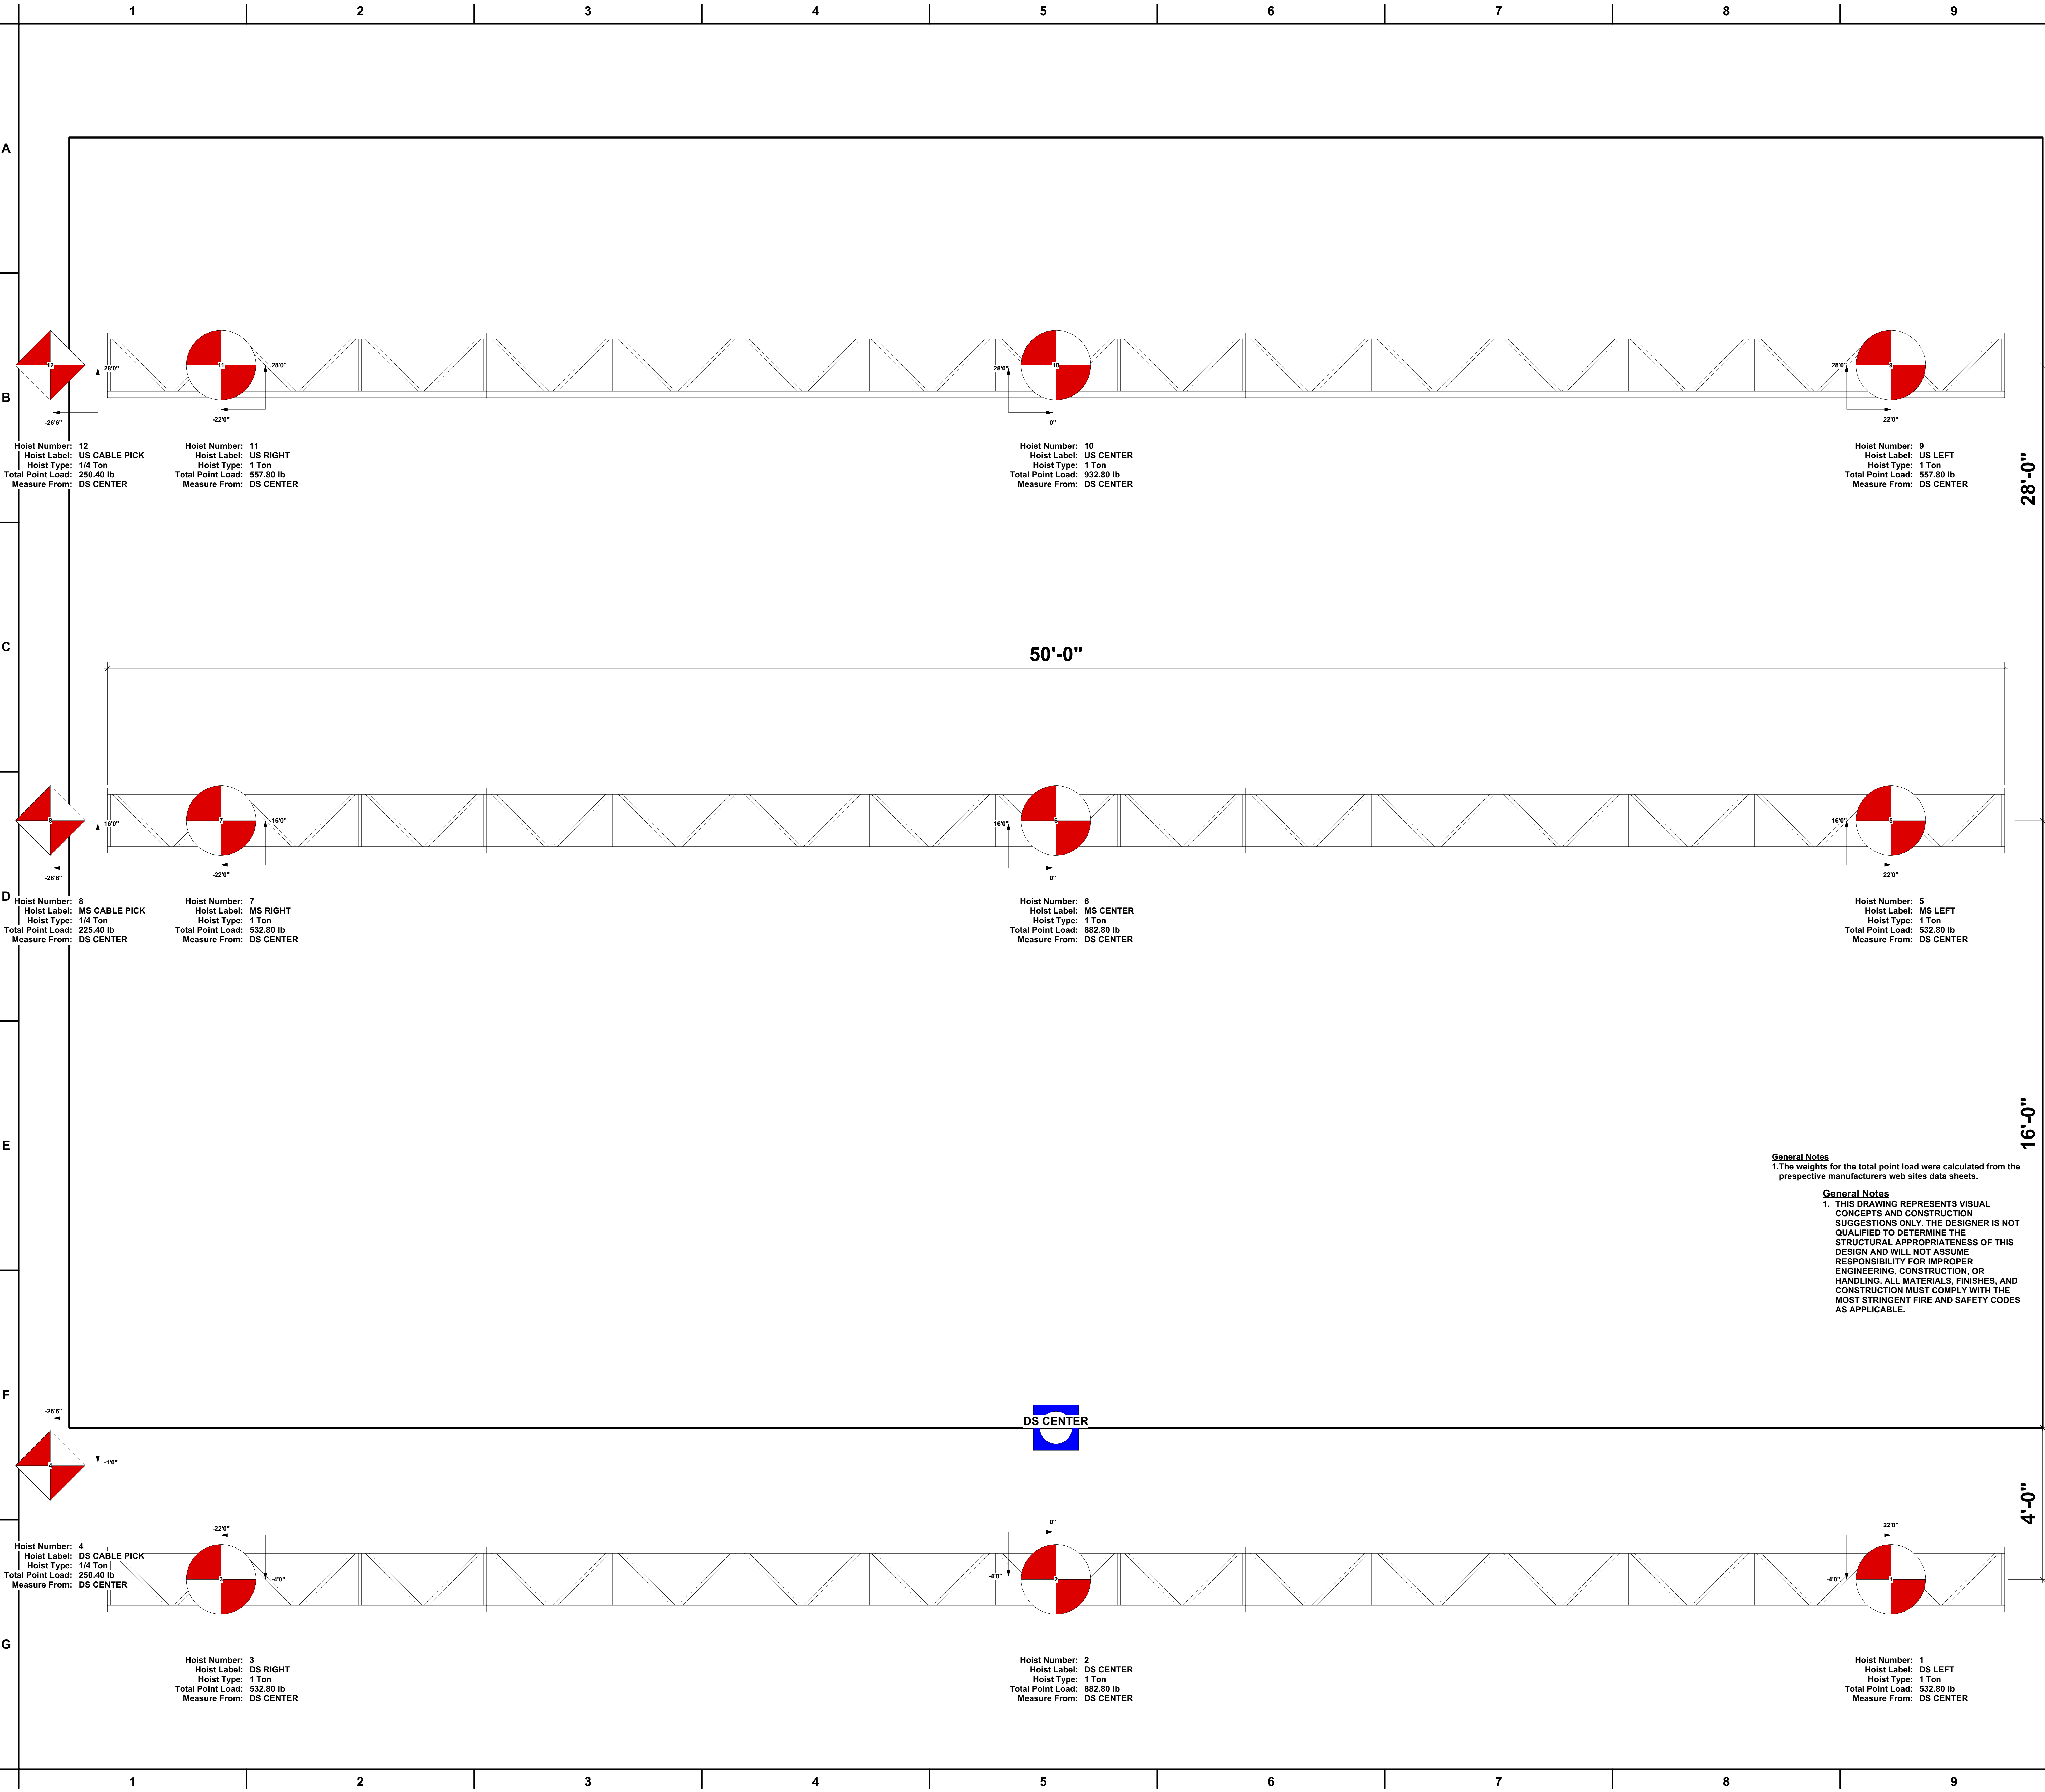 1 2 3 4 5 6 7 8 9
A
12 28'0" 11 28'0" 28'0" 10 28'0" 9
B
-26'6" -22'0" 0" 22'0"
Hoist Number: 12
Hoist Label: US CABLE PICK
Hoist Type: 1/4 Ton
Total Point Load: 250.40 lb
Measure From: DS CENTER
Hoist Number: 11
Hoist Label: US RIGHT
Hoist Type: 1 Ton
Total Point Load: 557.80 lb
Measure From: DS CENTER
Hoist Number: 10
Hoist Label: US CENTER
Hoist Type: 1 Ton
Total Point Load: 932.80 lb
Measure From: DS CENTER
Hoist Number: 9
Hoist Label: US LEFT
Hoist Type: 1 Ton
Total Point Load: 557.80 lb
Measure From: DS CENTER
28'-0"
C
50'-0"
8 16'0" 7 16'0" 16'0" 6 16'0" 5
-26'6" -22'0" 0" 22'0"
D
Hoist Number: 8
Hoist Label: MS CABLE PICK
Hoist Type: 1/4 Ton
Total Point Load: 225.40 lb
Measure From: DS CENTER
Hoist Number: 7
Hoist Label: MS RIGHT
Hoist Type: 1 Ton
Total Point Load: 532.80 lb
Measure From: DS CENTER
Hoist Number: 6
Hoist Label: MS CENTER
Hoist Type: 1 Ton
Total Point Load: 882.80 lb
Measure From: DS CENTER
Hoist Number: 5
Hoist Label: MS LEFT
Hoist Type: 1 Ton
Total Point Load: 532.80 lb
Measure From: DS CENTER
16'-0"
E
General Notes
1.The weights for the total point load were calculated from the
prespective manufacturers web sites data sheets.
General Notes
1. THIS DRAWING REPRESENTS VISUAL
CONCEPTS AND CONSTRUCTION
SUGGESTIONS ONLY. THE DESIGNER IS NOT
QUALIFIED TO DETERMINE THE
STRUCTURAL APPROPRIATENESS OF THIS
DESIGN AND WILL NOT ASSUME
RESPONSIBILITY FOR IMPROPER
ENGINEERING, CONSTRUCTION, OR
HANDLING. ALL MATERIALS, FINISHES, AND
CONSTRUCTION MUST COMPLY WITH THE
MOST STRINGENT FIRE AND SAFETY CODES
AS APPLICABLE.
F
-26'6"
DS CENTER
4 -1'0"
4'-0"
-22'0" 0" 22'0"
Hoist Number: 4
Hoist Label: DS CABLE PICK
Hoist Type: 1/4 Ton
Total Point Load: 250.40 lb
Measure From: DS CENTER
3 -4'0" -4'0" 2 -4'0" 1
G
Hoist Number: 3
Hoist Label: DS RIGHT
Hoist Type: 1 Ton
Total Point Load: 532.80 lb
Measure From: DS CENTER
Hoist Number: 2
Hoist Label: DS CENTER
Hoist Type: 1 Ton
Total Point Load: 882.80 lb
Measure From: DS CENTER
Hoist Number: 1
Hoist Label: DS LEFT
Hoist Type: 1 Ton
Total Point Load: 532.80 lb
Measure From: DS CENTER
1 2 3 4 5 6 7 8 9